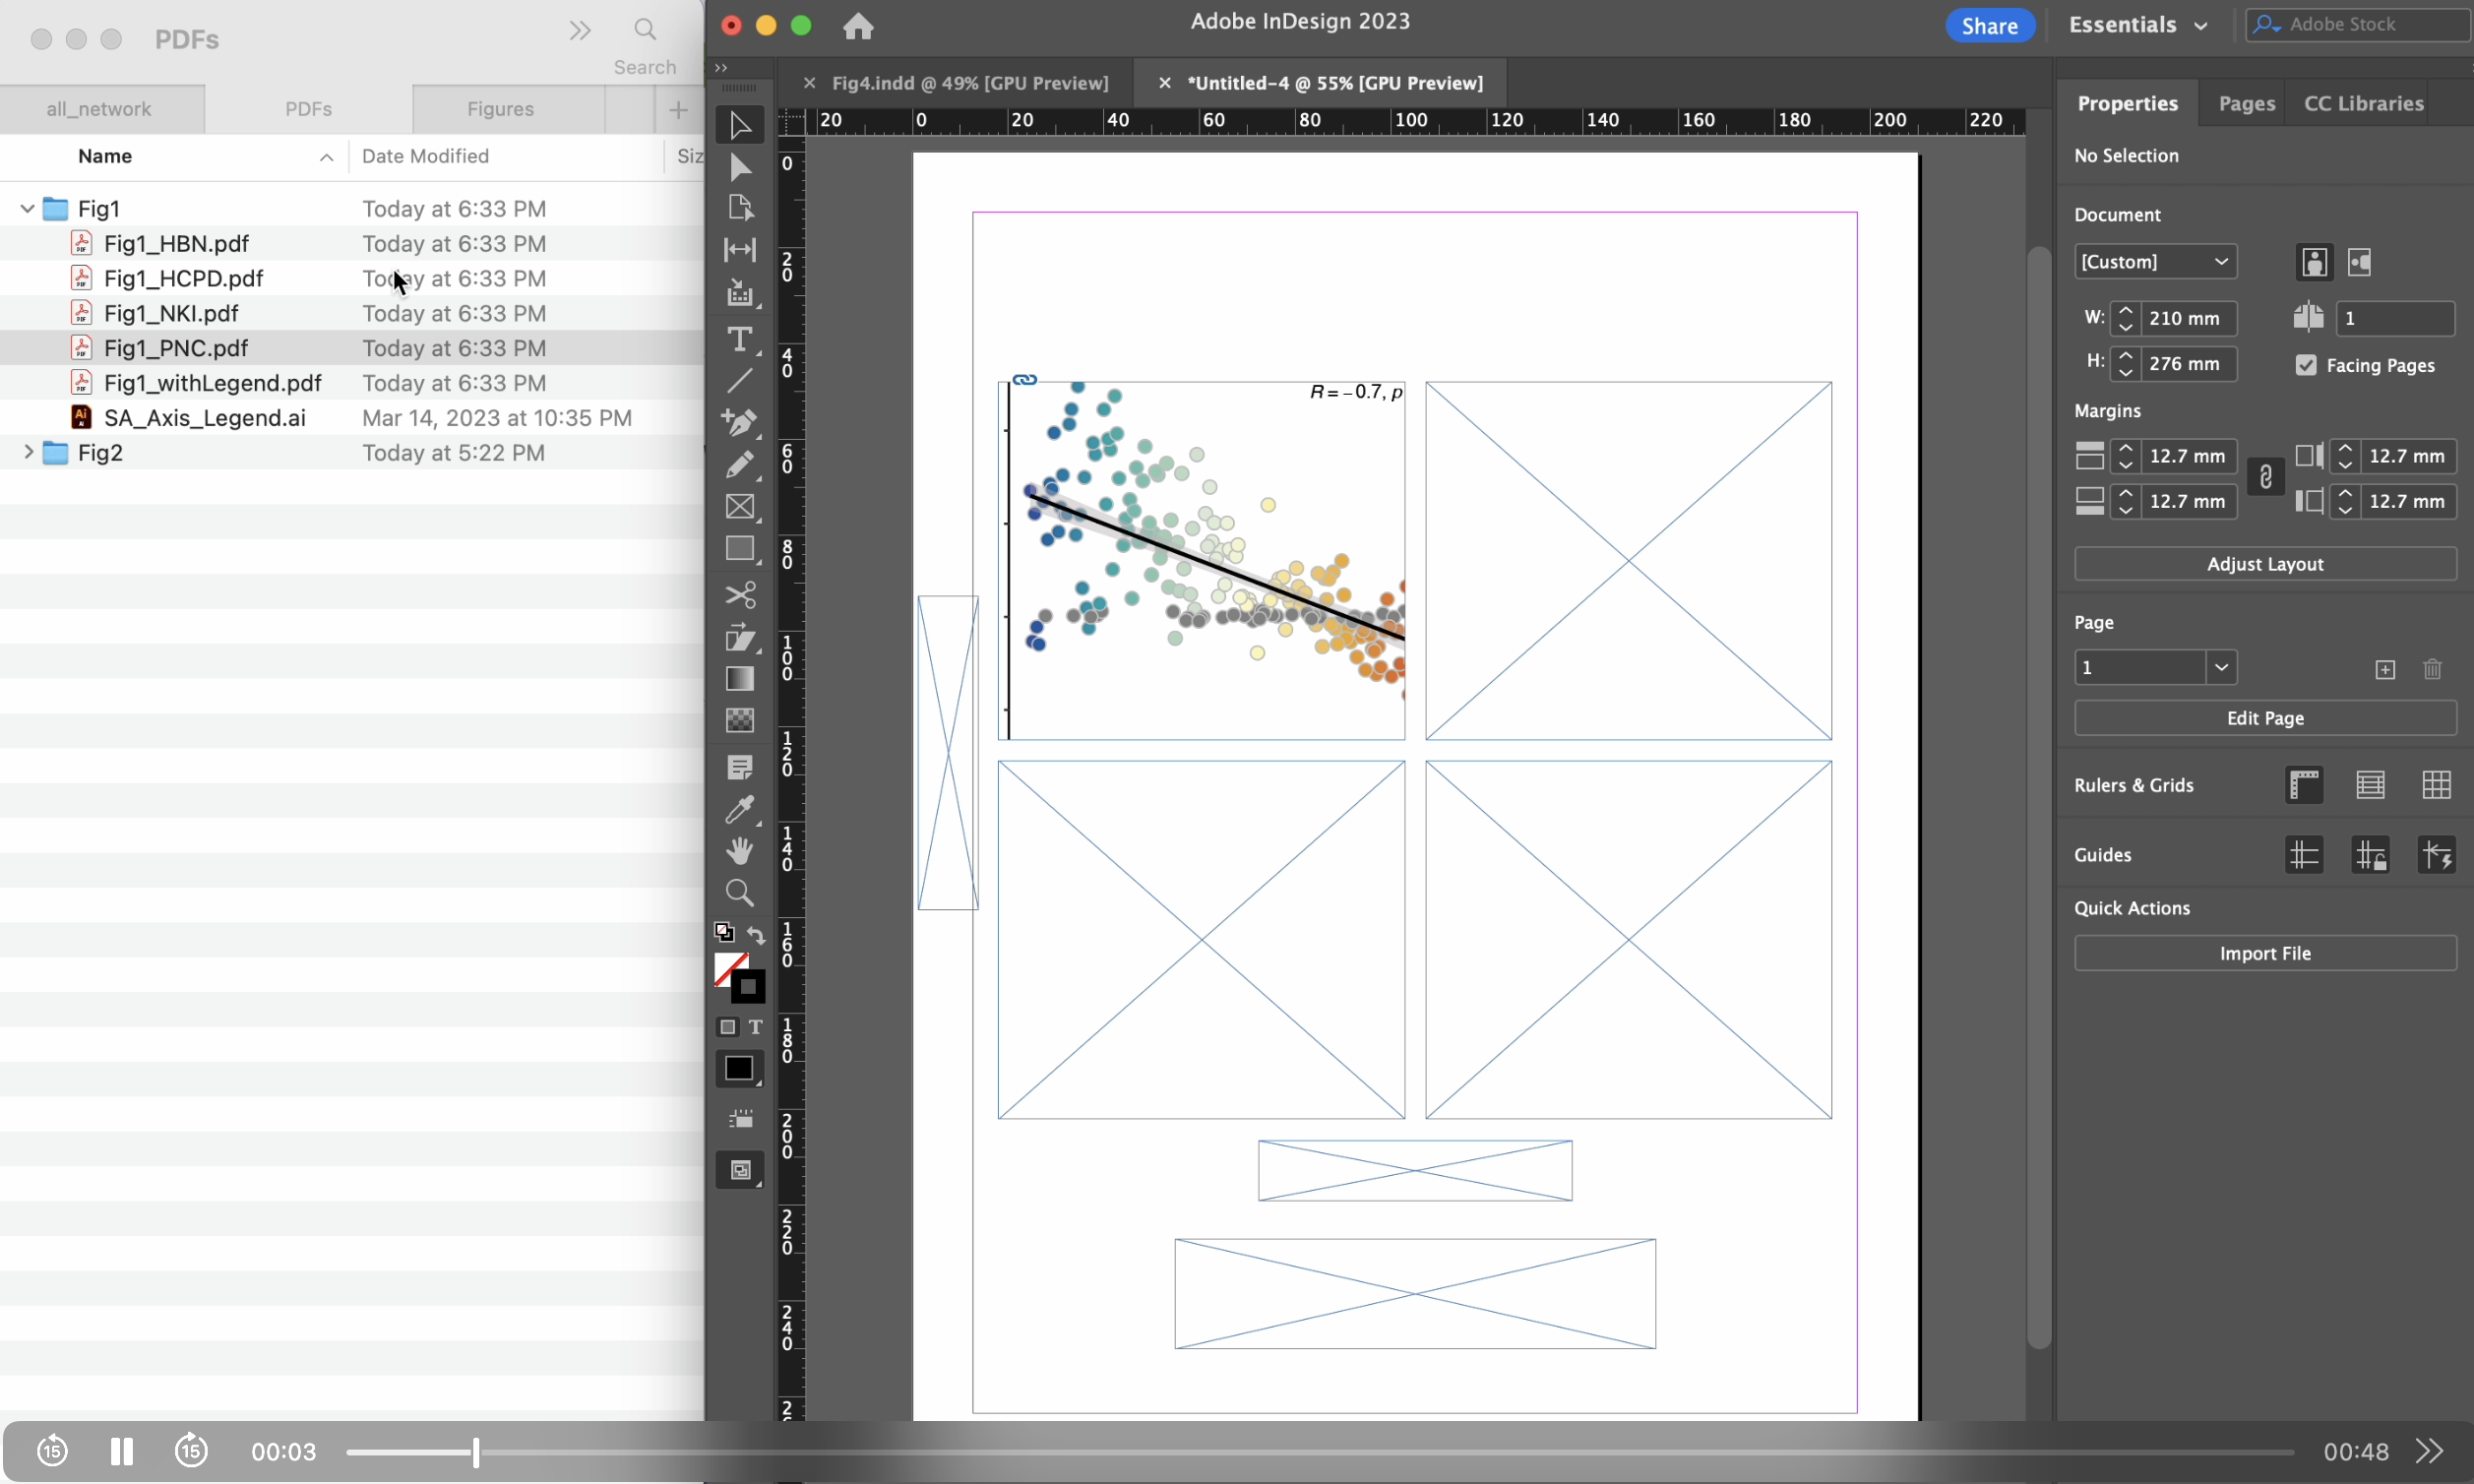 PDFs
Search
all_network
PDFs
Figures
Name
Date Modified
Siz
Fig1
Today at 6:33 PM
Fig1_HBN.pdf
Today at 6:33 PM
Fig1_HCPD.pdf
Today at 6:33 PM
Fig1_NKI.pdf
Today at 6:33 PM
Fig1_PNC.pdf
Today at 6:33 PM
Fig1_withLegend.pdf
Today at 6:33 PM
SA_Axis_Legend.ai
Mar 14, 2023 at 10:35 PM
Fig2
Today at 5:22 PM
Adobe InDesign 2023
Share
Essentials
Adobe Stock
Fig4.indd @ 49% [GPU Preview]
*Untitled-4 @ 55% [GPU Preview]
20 0 20 40 60 80 100 120 140 160 180 200 220
0
20
40
60
80
100
120
140
160
180
200
220
240
2
R = −0.7, p
Properties
Pages
CC Libraries
No Selection
Document
[Custom]
W: 210 mm
1
H: 276 mm
Facing Pages
Margins
12.7 mm
12.7 mm
12.7 mm
12.7 mm
Adjust Layout
Page
1
Edit Page
Rulers & Grids
Guides
Quick Actions
Import File
15
15
00:03
00:48